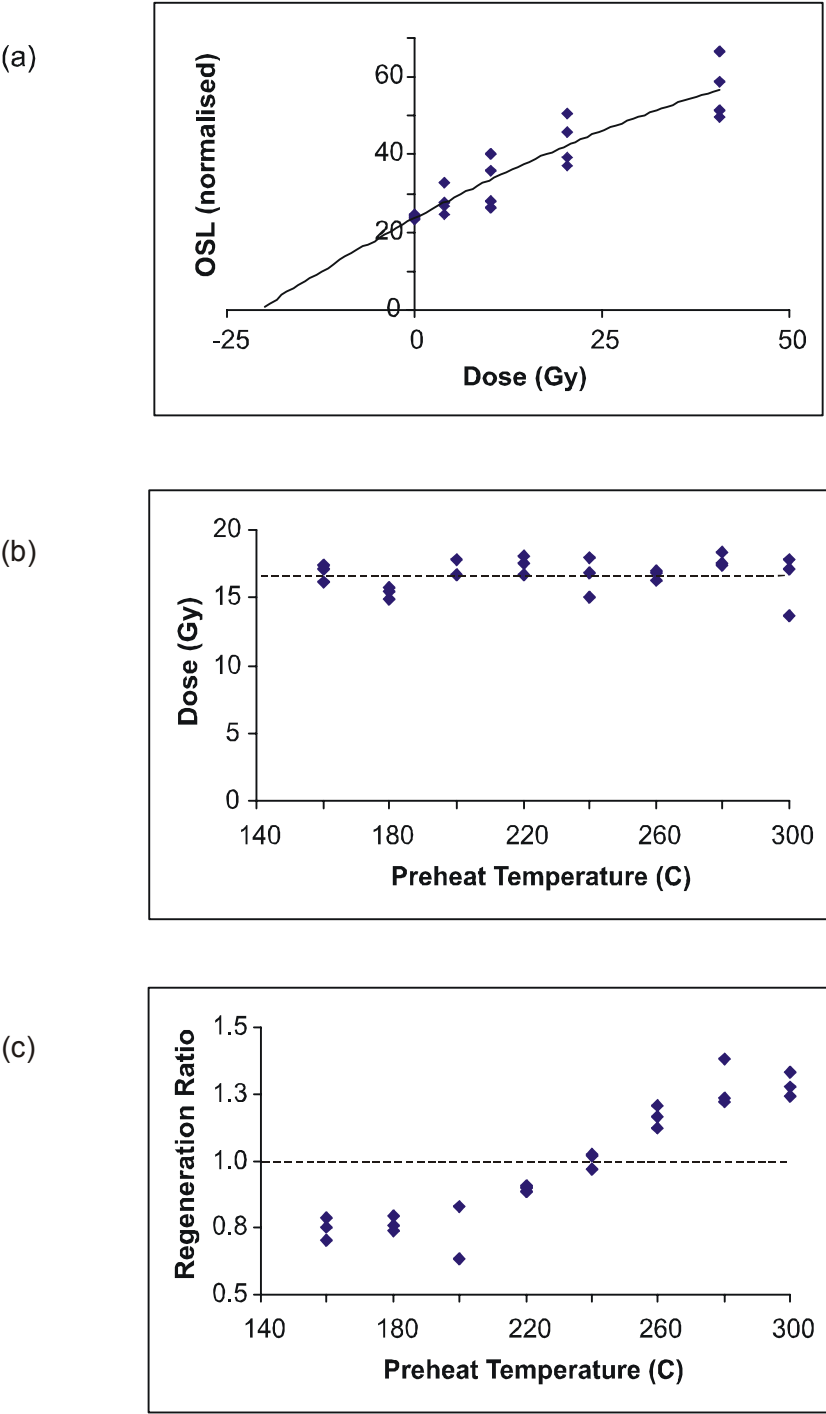 (a)
OSL (normalised)
60
40
20
0
-25 0 25 50
Dose (Gy)
(b)
Dose (Gy)
20
15
10
5
0
140 180 220 260 300
Preheat Temperature (C)
(c)
Regeneration Ratio
1.5
1.3
1.0
0.8
0.5
140 180 220 260 300
Preheat Temperature (C)